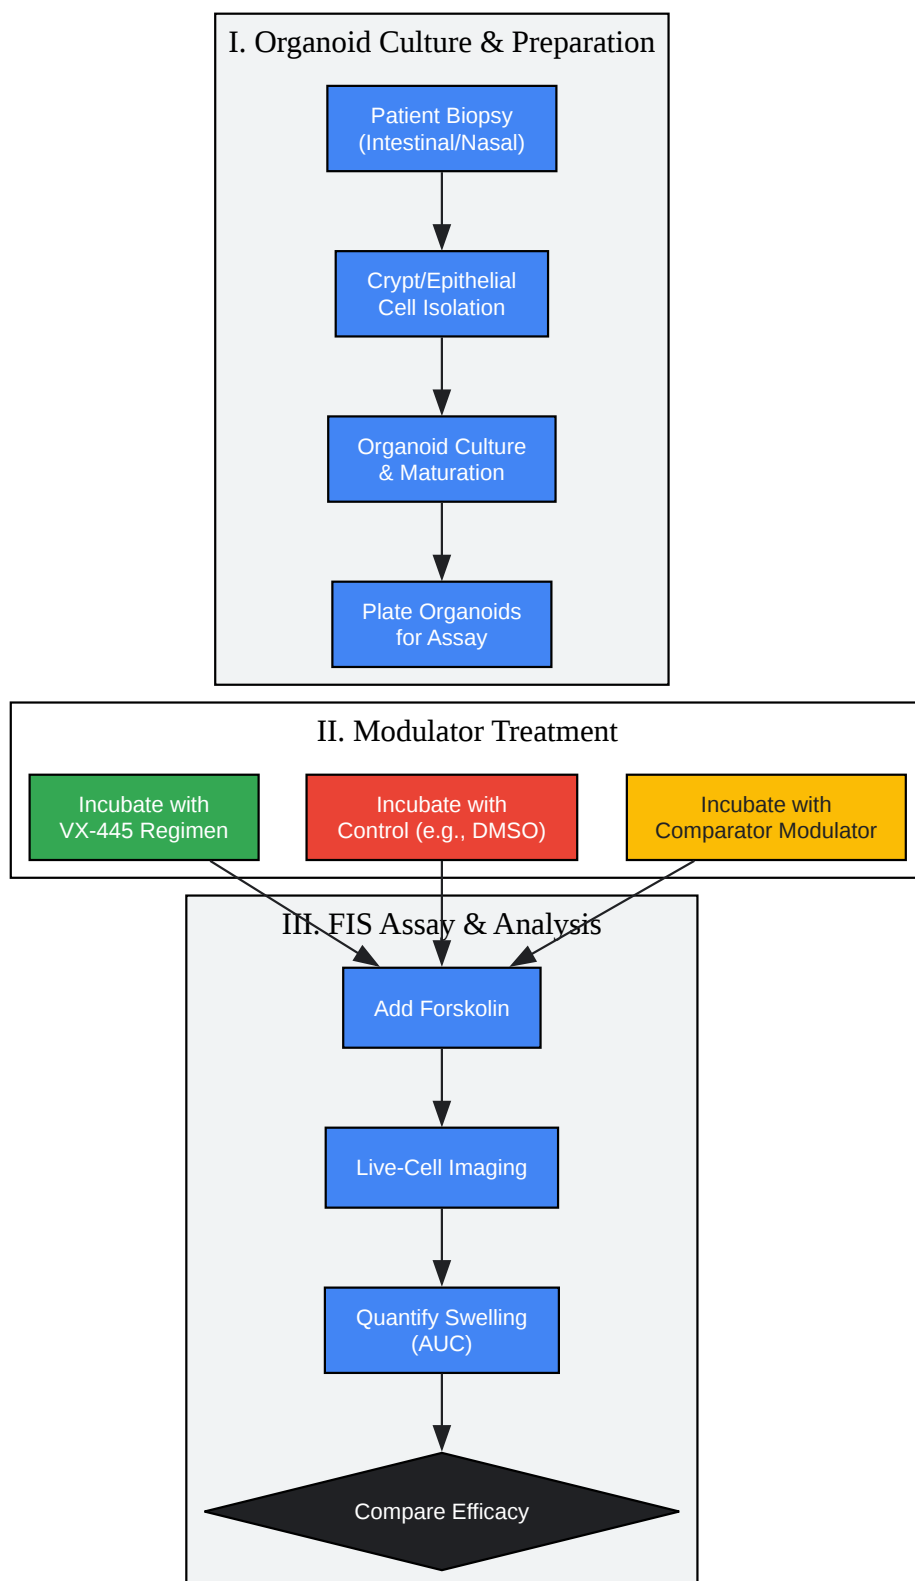 I. Organoid Culture & Preparation
Patient Biopsy
(Intestinal/Nasal)
Crypt/Epithelial
Cell Isolation
Organoid Culture
& Maturation
Plate Organoids
for Assay
II. Modulator Treatment
Incubate with
VX-445 Regimen
Incubate with
Control (e.g., DMSO)
Incubate with
Comparator Modulator
III. FIS Assay & Analysis
Add Forskolin
Live-Cell Imaging
Quantify Swelling
(AUC)
Compare Efficacy